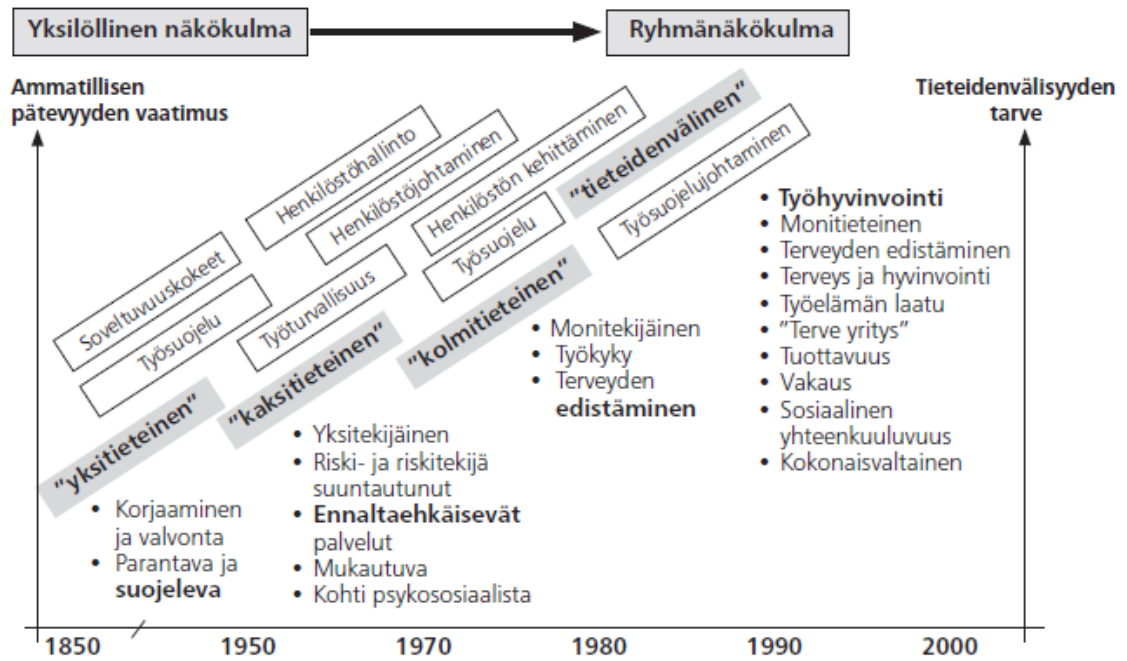 Yksilöllinen näkökulma
Ryhmänäkökulma
Ammatillisen
pätevyyden vaatimus
Tieteidenvälisyyden
tarve
Soveltuvuuskokeet
Henkilöstöhallinto
Henkilöstöjohtaminen
Henkilöstön kehittäminen
"tieteidenvälinen"
Työsuojelujohtaminen
Työsuojelu
Työturvallisuus
Työsuojelu
"yksitieteinen"
"kaksitieteinen"
"kolmitieteinen"
• Korjaaminen
ja valvonta
• Parantava ja
suojeleva
• Yksitekijäinen
• Riski- ja riskitekijä
suuntautunut
• Ennaltaehkäisevät
palvelut
• Mukautuva
• Kohti psykososiaalista
• Monitekijäinen
• Työkyky
• Terveyden
edistäminen
• Työhyvinvointi
• Monitieteinen
• Terveyden edistäminen
• Terveys ja hyvinvointi
• Työelämän laatu
• "Terve yritys"
• Tuottavuus
• Vakaus
• Sosiaalinen
yhteenkuuluvuus
• Kokonaisvaltainen
1850 1950 1970 1980 1990 2000